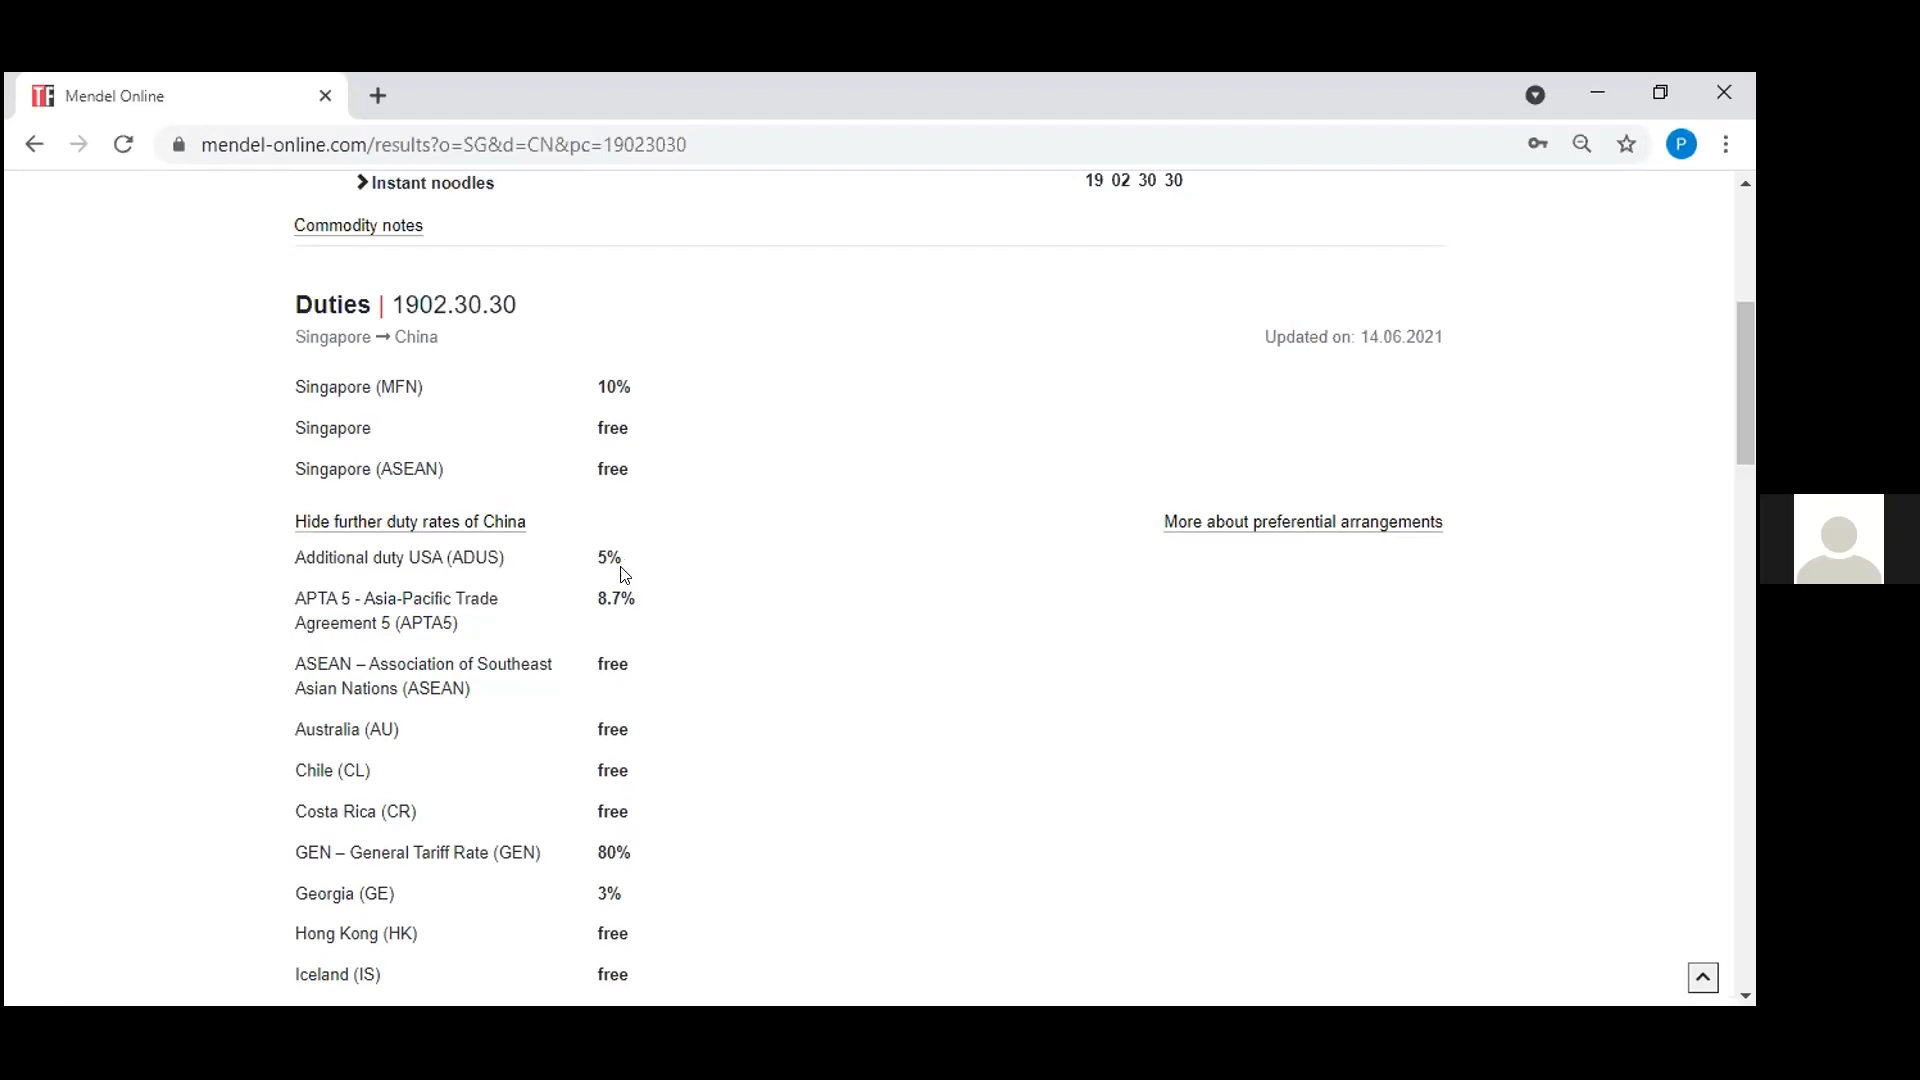 TF Mendel Online
mendel-online.com/results?o=SG&d=CN&pc=19023030
P
Instant noodles 19 02 30 30
Commodity notes
Duties | 1902.30.30
Singapore → China Updated on: 14.06.2021
Singapore (MFN) 10%
Singapore free
Singapore (ASEAN) free
Hide further duty rates of China More about preferential arrangements
Additional duty USA (ADUS) 5%
APTA 5 - Asia-Pacific Trade 8.7%
Agreement 5 (APTA5)
ASEAN – Association of Southeast free
Asian Nations (ASEAN)
Australia (AU) free
Chile (CL) free
Costa Rica (CR) free
GEN – General Tariff Rate (GEN) 80%
Georgia (GE) 3%
Hong Kong (HK) free
Iceland (IS) free